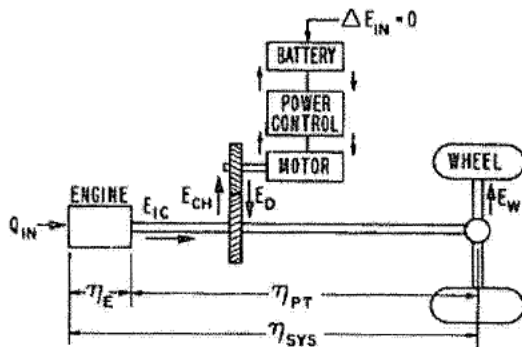 ΔE_IN = 0
BATTERY
POWER
CONTROL
MOTOR
WHEEL
ENGINE
E_IC
E_CH
E_D
E_W
Q_IN
η_E
η_PT
η_SYS